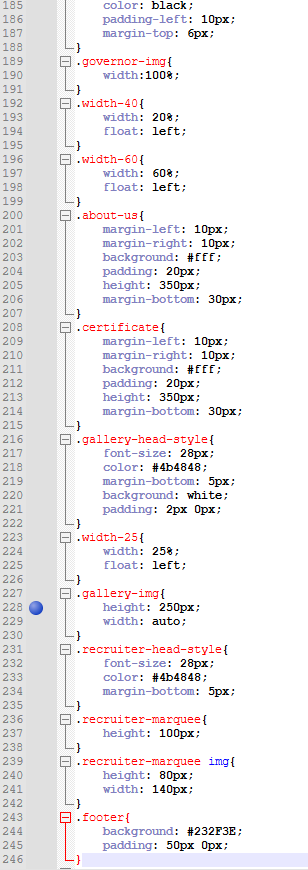 185 color: black;
186 padding-left: 10px;
187 margin-top: 6px;
188 }
189 .governor-img{
190 width:100%;
191 }
192 .width-40{
193 width: 20%;
194 float: left;
195 }
196 .width-60{
197 width: 60%;
198 float: left;
199 }
200 .about-us{
201 margin-left: 10px;
202 margin-right: 10px;
203 background: #fff;
204 padding: 20px;
205 height: 350px;
206 margin-bottom: 30px;
207 }
208 .certificate{
209 margin-left: 10px;
210 margin-right: 10px;
211 background: #fff;
212 padding: 20px;
213 height: 350px;
214 margin-bottom: 30px;
215 }
216 .gallery-head-style{
217 font-size: 28px;
218 color: #4b4848;
219 margin-bottom: 5px;
220 background: white;
221 padding: 2px 0px;
222 }
223 .width-25{
224 width: 25%;
225 float: left;
226 }
227 .gallery-img{
228 height: 250px;
229 width: auto;
230 }
231 .recruiter-head-style{
232 font-size: 28px;
233 color: #4b4848;
234 margin-bottom: 5px;
235 }
236 .recruiter-marquee{
237 height: 100px;
238 }
239 .recruiter-marquee img{
240 height: 80px;
241 width: 140px;
242 }
243 .footer{
244 background: #232F3E;
245 padding: 50px 0px;
246 }